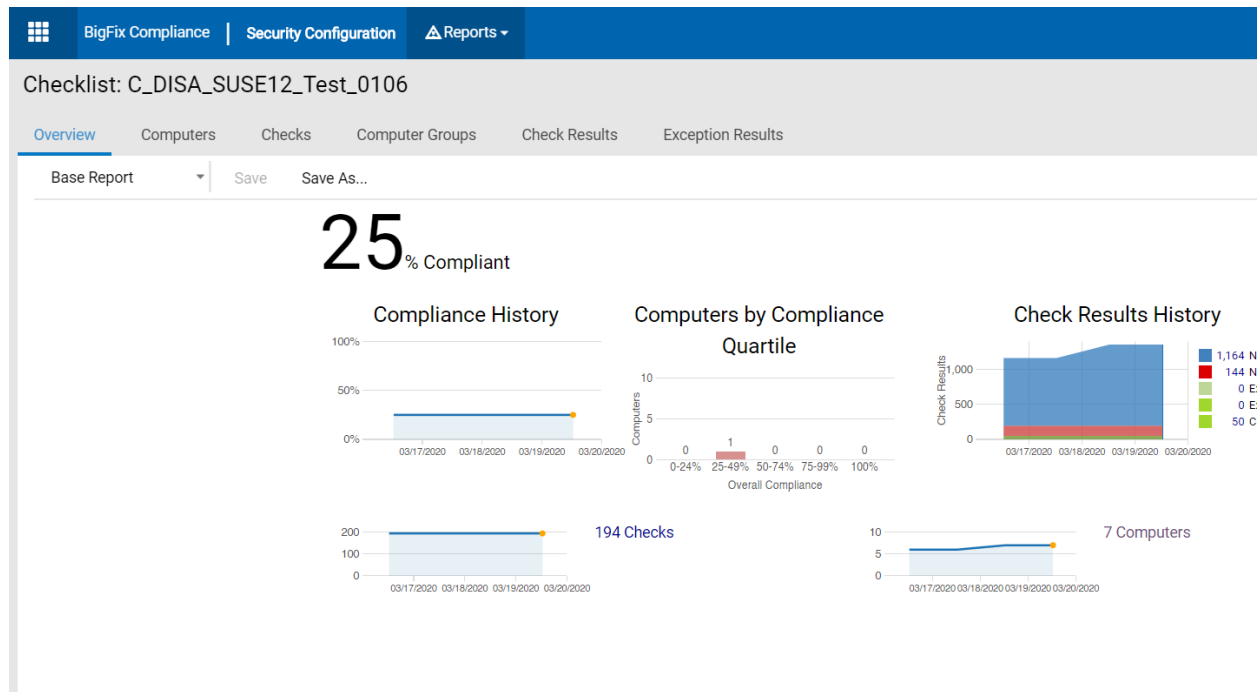 BigFix Compliance | Security Configuration Reports
Checklist: C_DISA_SUSE12_Test_0106
Overview Computers Checks Computer Groups Check Results Exception Results
Base Report Save Save As...
25% Compliant
Compliance History
100%
50%
0%
03/17/2020 03/18/2020 03/19/2020 03/20/2020
Computers by Compliance
Quartile
Computers
10
5
0
0 1 0 0 0
0-24% 25-49% 50-74% 75-99% 100%
Overall Compliance
Check Results History
Check Results
1,000
500
0
03/17/2020 03/18/2020 03/19/2020 03/20/2020
1,164 N
144 N
0 E
0 E
50 C
200
100
0
03/17/2020 03/18/2020 03/19/2020 03/20/2020
194 Checks
10
5
0
03/17/2020 03/18/2020 03/19/2020 03/20/2020
7 Computers